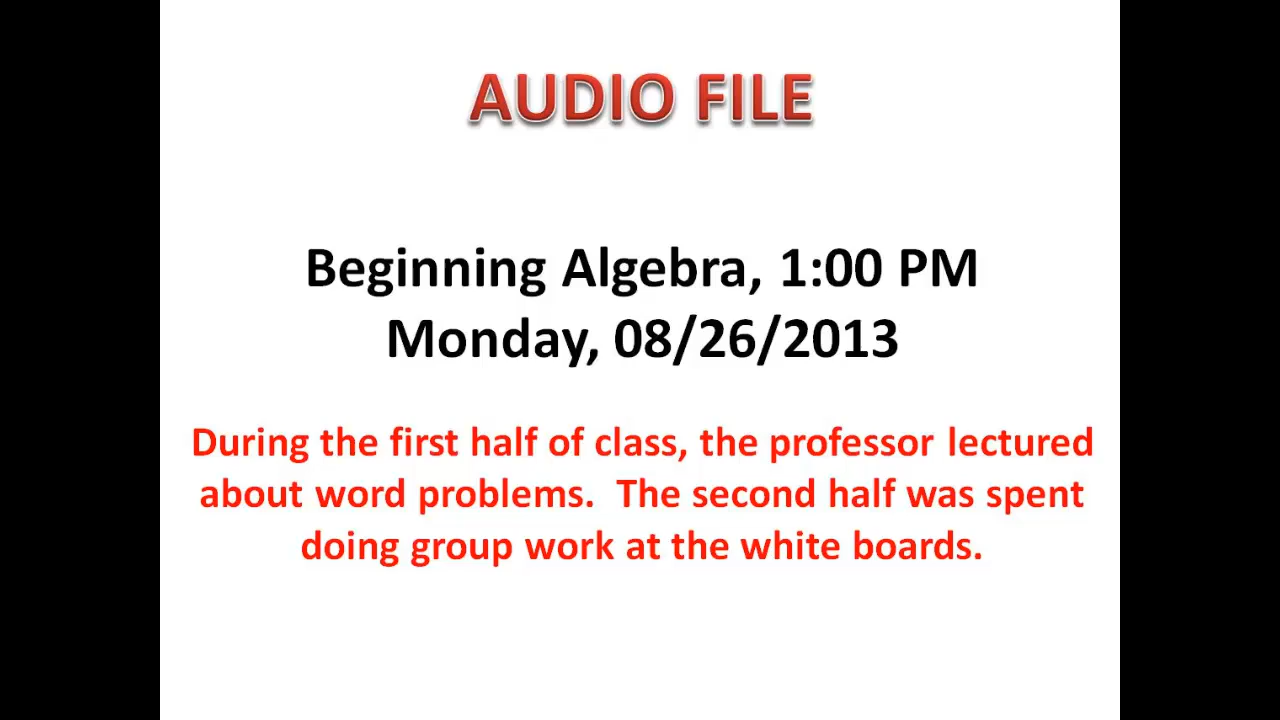 AUDIO FILE
Beginning Algebra, 1:00 PM
Monday, 08/26/2013
During the first half of class, the professor lectured
about word problems.  The second half was spent
doing group work at the white boards.